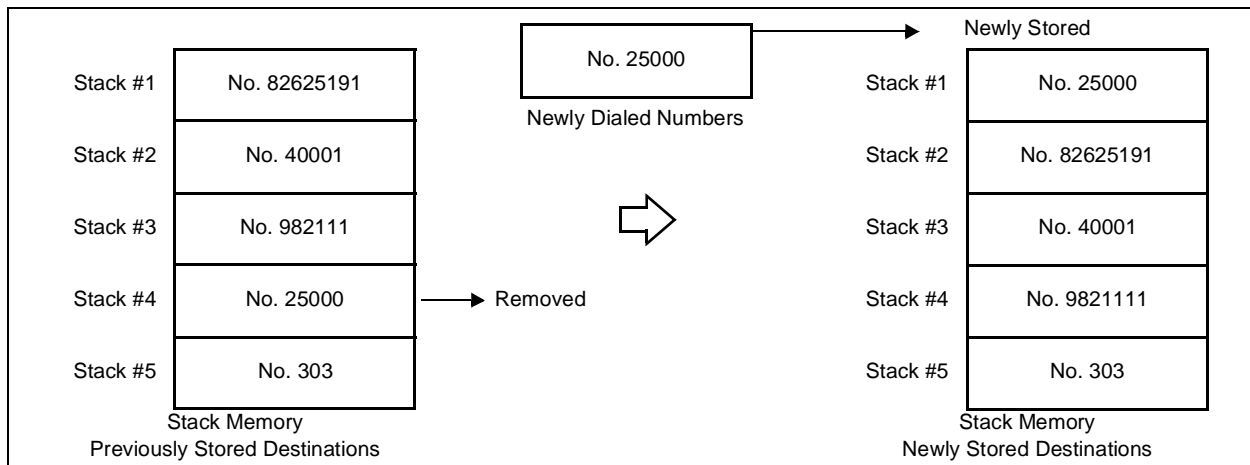 Newly Stored
No. 25000
Newly Dialed Numbers
Stack #1 No. 82625191
Stack #2 No. 40001
Stack #3 No. 982111
Stack #4 No. 25000 Removed
Stack #5 No. 303
Stack Memory
Previously Stored Destinations
Stack #1 No. 25000
Stack #2 No. 82625191
Stack #3 No. 40001
Stack #4 No. 9821111
Stack #5 No. 303
Stack Memory
Newly Stored Destinations